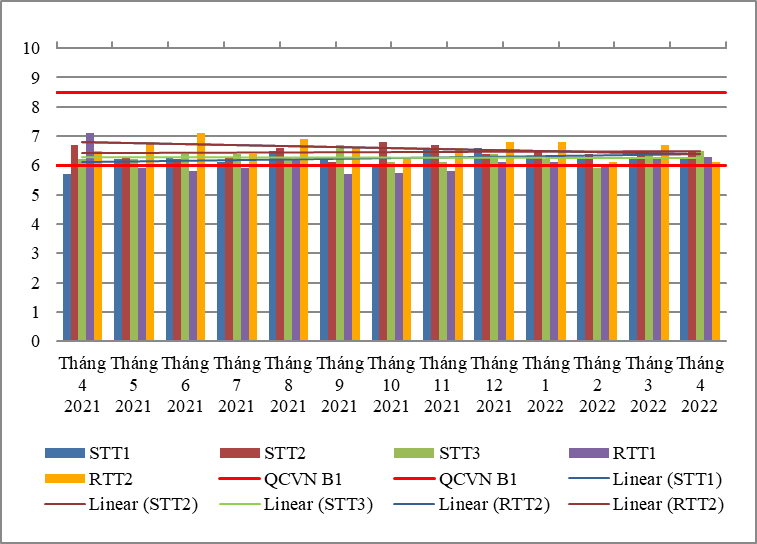 10
9
8
7
6
5
4
3
2
1
0
Tháng Tháng Tháng Tháng Tháng Tháng Tháng Tháng Tháng Tháng Tháng Tháng Tháng
4 5 6 7 8 9 10 11 12 1 2 3 4
2021 2021 2021 2021 2021 2021 2021 2021 2021 2022 2022 2022 2022
STT1 STT2 STT3 RTT1
RTT2 QCVN B1 QCVN B1 Linear (STT1)
Linear (STT2) Linear (STT3) Linear (RTT2) Linear (RTT2)